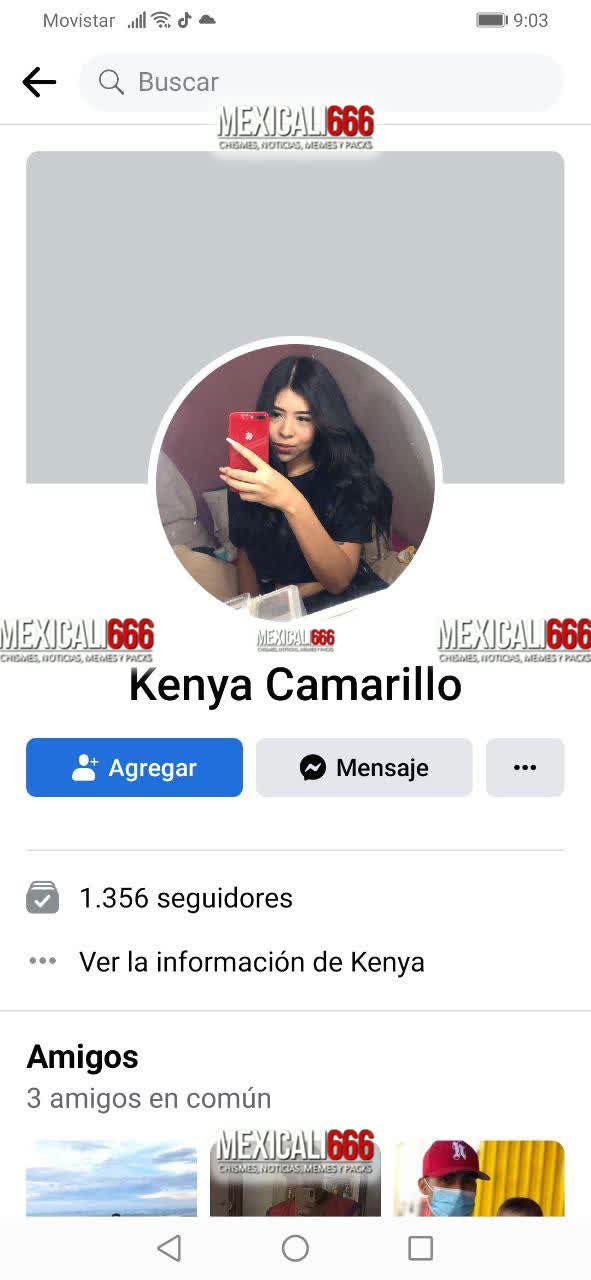 Movistar 9:03
Buscar
MEXICALI666
CHISMES, NOTICIAS, MEMES Y PACKS
MEXICALI666 MEXICALI666 MEXICALI666
CHISMES, NOTICIAS, MEMES Y PACKS CHISMES, NOTICIAS, MEMES Y PACKS CHISMES, NOTICIAS, MEMES Y PACKS
Kenya Camarillo
Agregar Mensaje
1.356 seguidores
Ver la información de Kenya
Amigos
3 amigos en común
MEXICALI666
CHISMES, NOTICIAS, MEMES Y PACKS